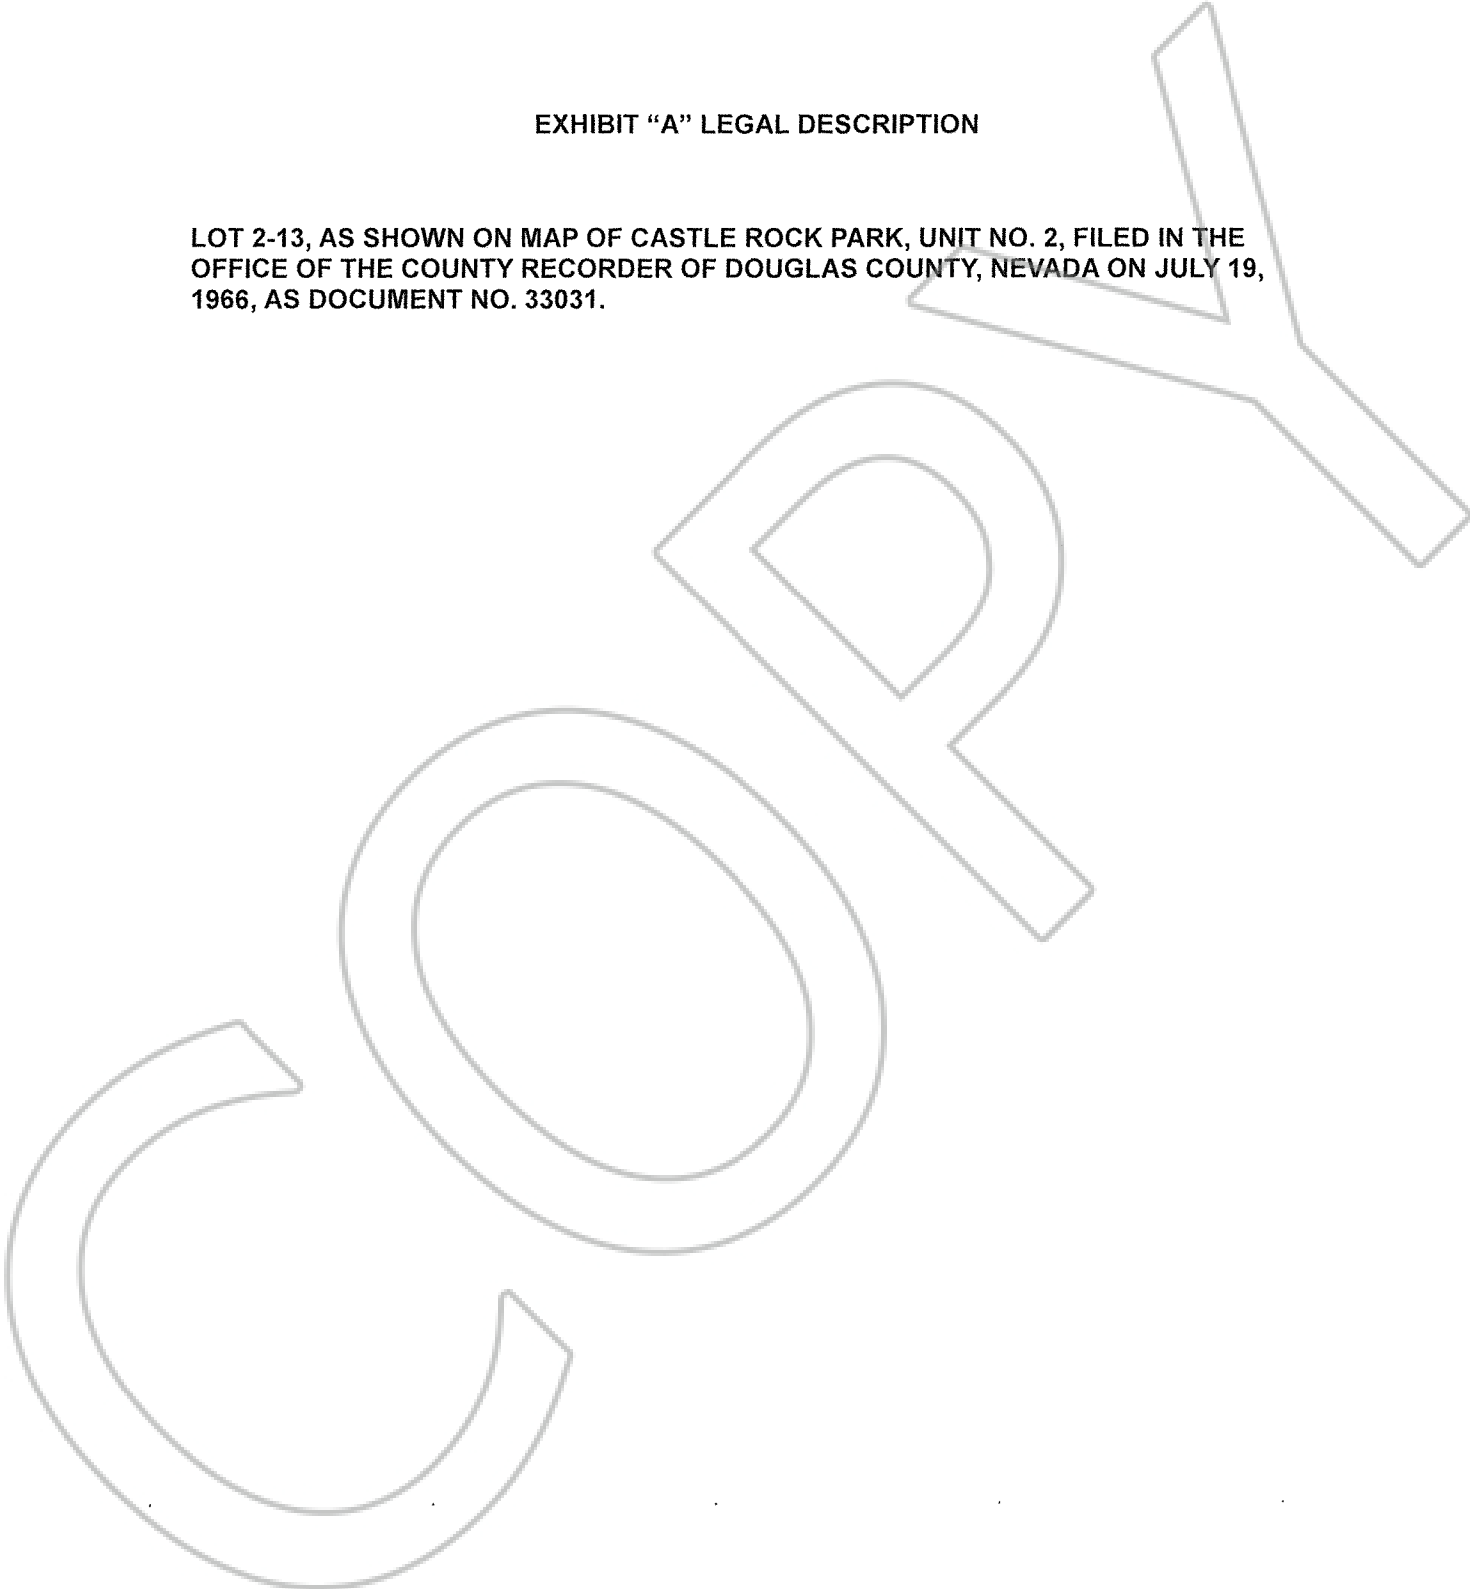 EXHIBIT “A” LEGAL DESCRIPTION
LOT 2-13, AS SHOWN ON MAP OF CASTLE ROCK PARK, UNIT NO. 2, FILED IN THE
OFFICE OF THE COUNTY RECORDER OF DOUGLAS COUNTY, NEVADA ON JULY 19,
1966, AS DOCUMENT NO. 33031.
COPY